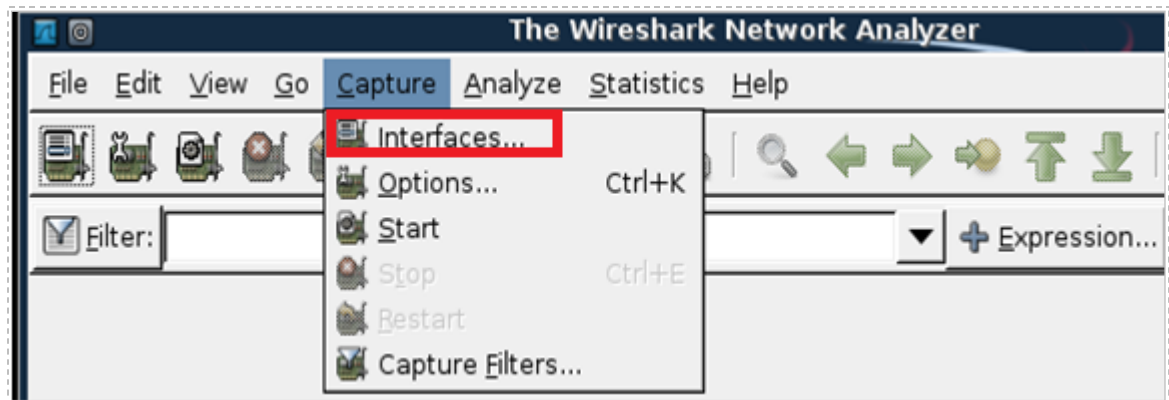 The Wireshark Network Analyzer
File Edit View Go Capture Analyze Statistics Help
Interfaces...
Options... Ctrl+K
Start
Stop Ctrl+E
Restart
Capture Filters...
Filter:
Expression...